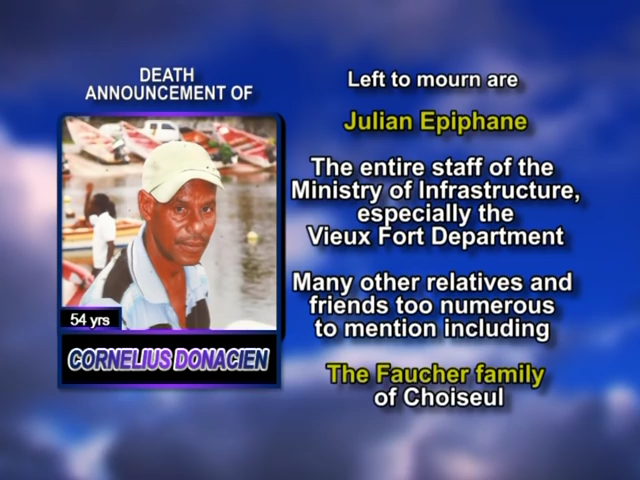 DEATH
ANNOUNCEMENT OF
54 yrs
CORNELIUS DONACIEN
Left to mourn are
Julian Epiphane
The entire staff of the
Ministry of Infrastructure,
especially the
Vieux Fort Department
Many other relatives and
friends too numerous
to mention including
The Faucher family
of Choiseul